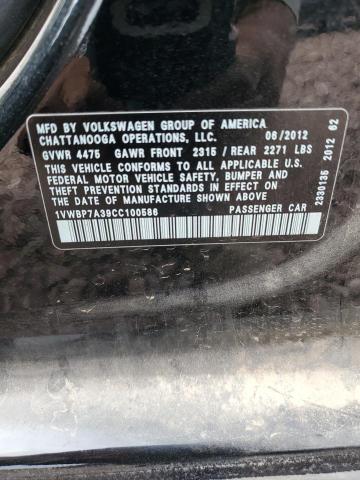 MFD BY VOLKSWAGEN GROUP OF AMERICA
CHATTANOOGA OPERATIONS, LLC. 06/2012
GVWR 4475 GAWR FRONT 2315 / REAR 2271 LBS
THIS VEHICLE CONFORMS TO ALL APPLICABLE U.S.
FEDERAL MOTOR VEHICLE SAFETY, BUMPER AND
THEFT PREVENTION STANDARDS IN EFFECT ON
THE DATE OF MANUFACTURE SHOWN ABOVE
1VWBP7A39CC100586 PASSENGER CAR
2330135 2012 62